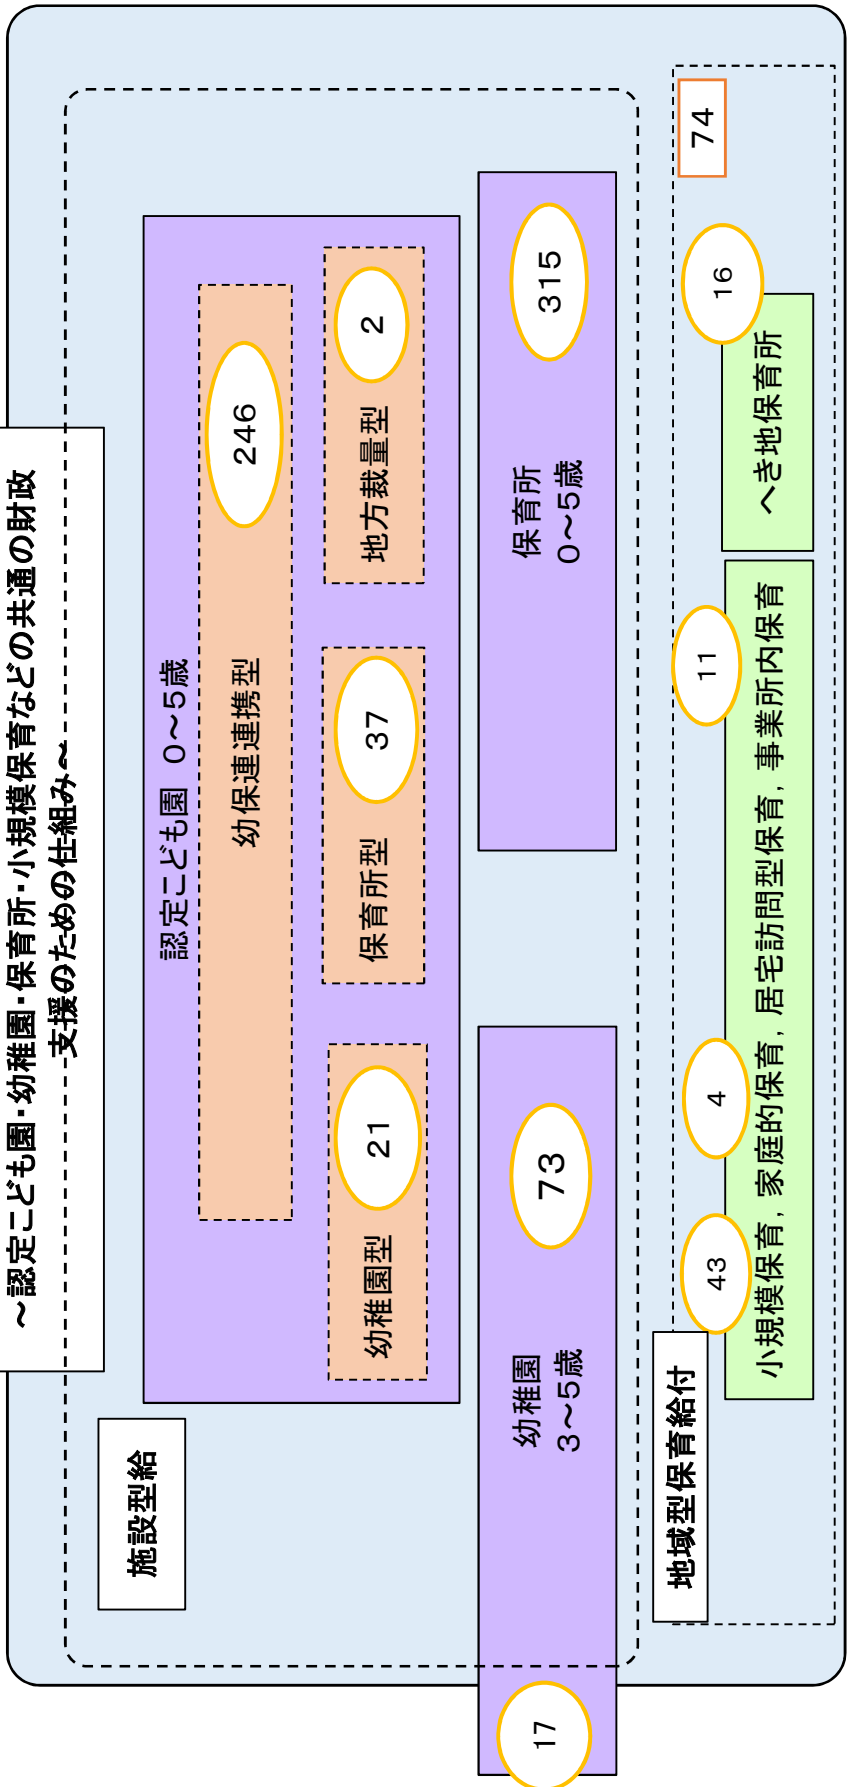 ～認定こども園・幼稚園・保育所・小規模保育などの共通の財政
支援のための仕組み～
施設型給
認定こども園 0～5歳
幼保連連携型
246
幼稚園型
21
保育所型
37
地方裁量型
2
17
幼稚園
3～5歳
73
保育所
0～5歳
315
地域型保育給付
43
4
11
16
74
小規模保育, 家庭的保育, 居宅訪問型保育, 事業所内保育
へき地保育所